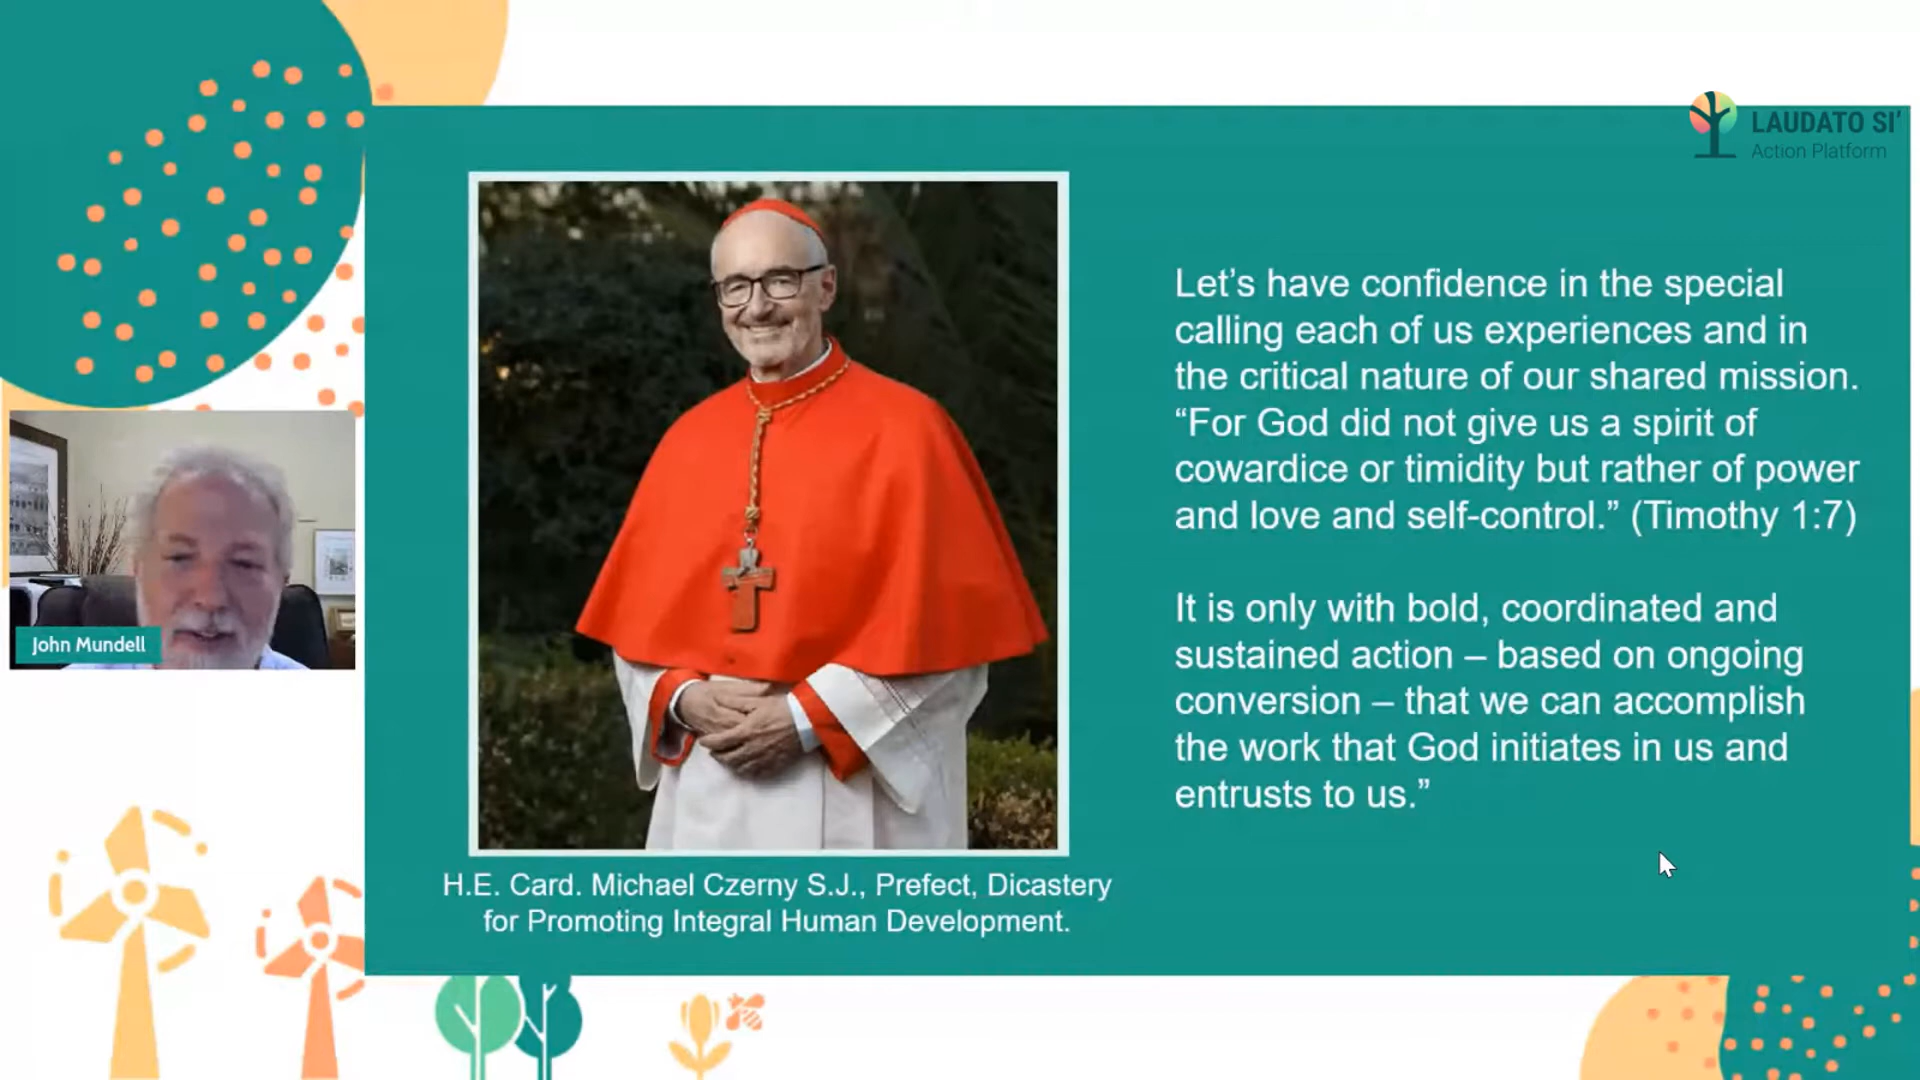 LAUDATO SI’
Action Platform
Let’s have confidence in the special
calling each of us experiences and in
the critical nature of our shared mission.
“For God did not give us a spirit of
cowardice or timidity but rather of power
and love and self-control.” (Timothy 1:7)
It is only with bold, coordinated and
sustained action – based on ongoing
conversion – that we can accomplish
the work that God initiates in us and
entrusts to us.”
John Mundell
H.E. Card. Michael Czerny S.J., Prefect, Dicastery
for Promoting Integral Human Development.